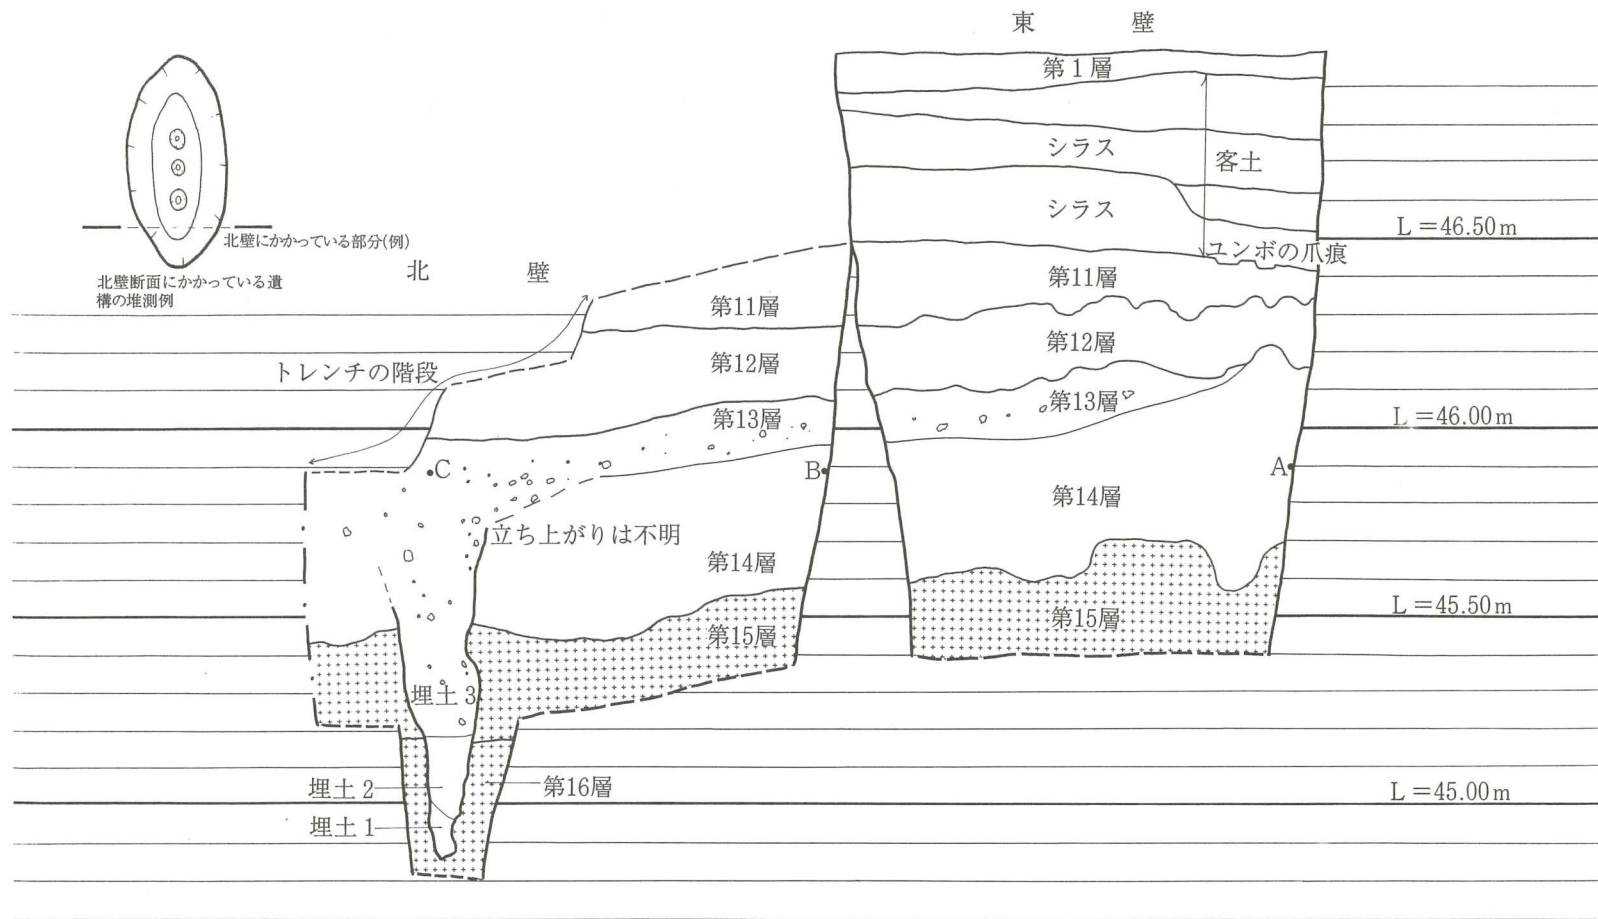 東　壁
第1層
シラス
客土
シラス
L＝46.50m
ユンボの爪痕
北壁にかかっている部分(例)
北壁断面にかかっている遺
構の堆測例
北　壁
第11層
第11層
第12層
第12層
トレンチの階段
第13層
第13層
L＝46.00m
C
B
A
第14層
立ち上がりは不明
第14層
L＝45.50m
第15層
第15層
埋土3
埋土2
第16層
L＝45.00m
埋土1